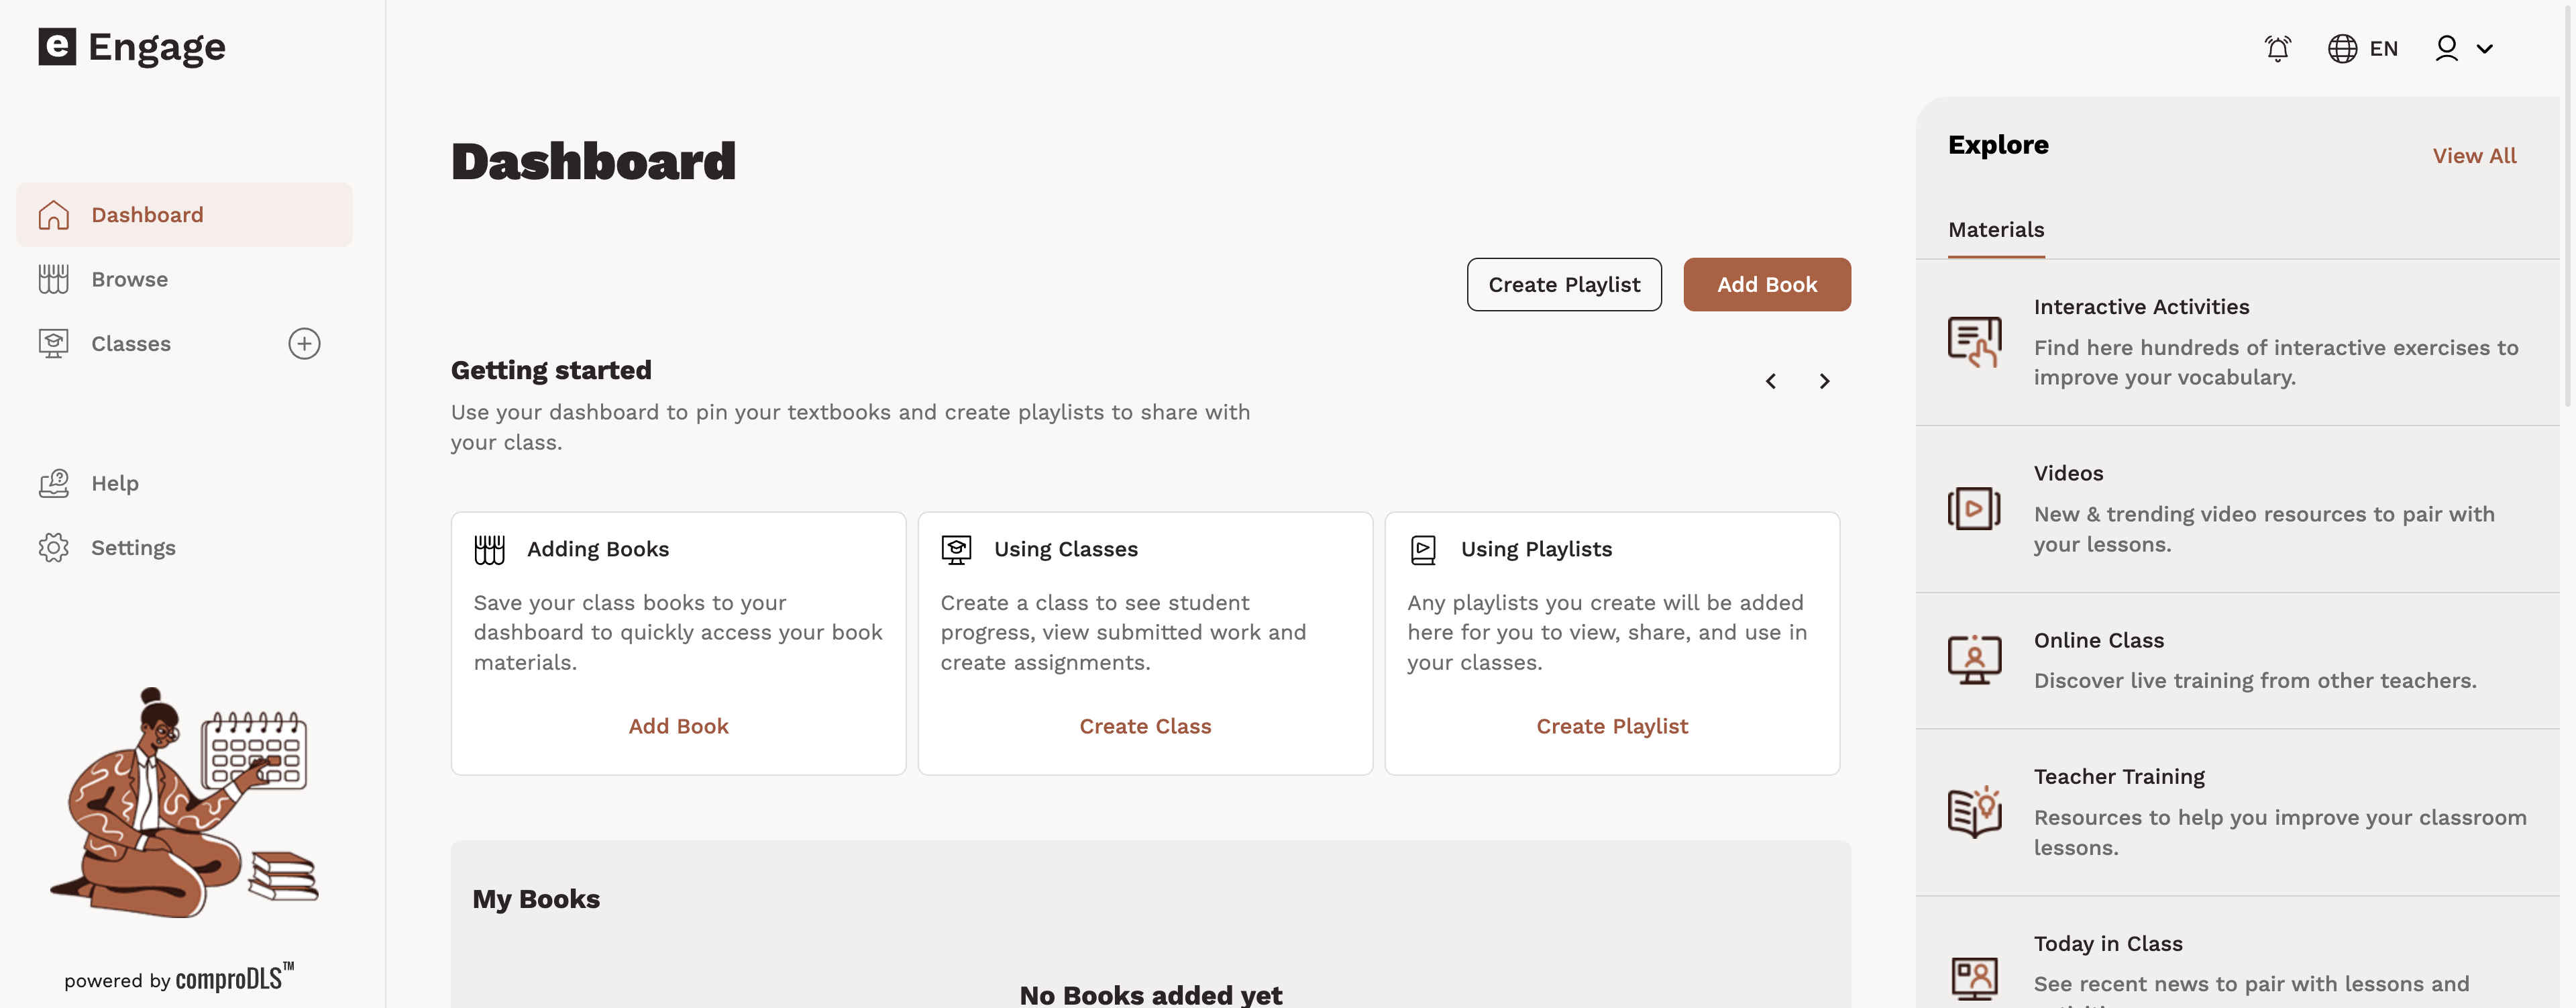 e Engage
EN
Dashboard
Browse
Classes
Help
Settings
powered by comproDLS™
Dashboard
Create Playlist
Add Book
Getting started
Use your dashboard to pin your textbooks and create playlists to share with
your class.
Adding Books
Save your class books to your
dashboard to quickly access your book
materials.
Add Book
Using Classes
Create a class to see student
progress, view submitted work and
create assignments.
Create Class
Using Playlists
Any playlists you create will be added
here for you to view, share, and use in
your classes.
Create Playlist
My Books
No Books added yet
Explore
View All
Materials
Interactive Activities
Find here hundreds of interactive exercises to
improve your vocabulary.
Videos
New & trending video resources to pair with
your lessons.
Online Class
Discover live training from other teachers.
Teacher Training
Resources to help you improve your classroom
lessons.
Today in Class
See recent news to pair with lessons and